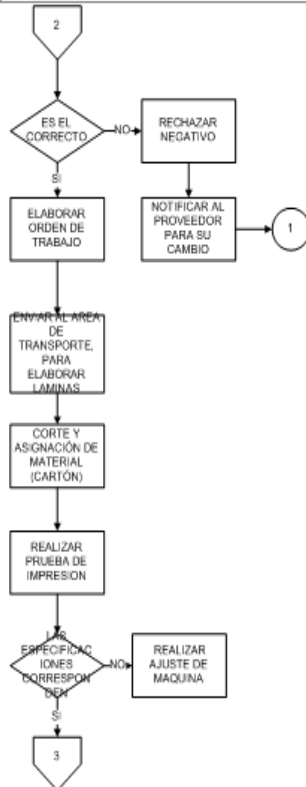 2
ES EL
CORRECTO
NO
RECHAZAR
NEGATIVO
SI
ELABORAR
ORDEN DE
TRABAJO
NOTIFICAR AL
PROVEEDOR
PARA SU
CAMBIO
1
ENVIAR AL AREA
DE
TRANSPORTE,
PARA
ELABORAR
LAMINAS
CORTE Y
ASIGNACIÓN DE
MATERIAL
(CARTÓN)
REALIZAR
PRUEBA DE
IMPRESION
LAS
ESPECIFICAC
IONES
CORRESPON
DEN
NO
REALIZAR
AJUSTE DE
MAQUINA
SI
3